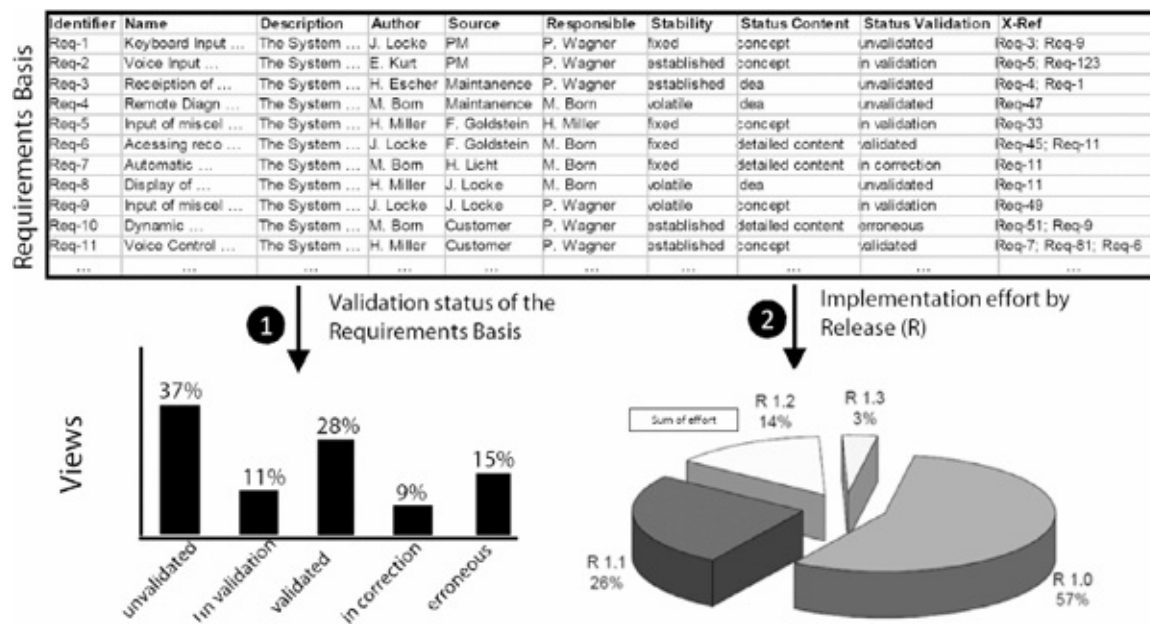 Requirements Basis
Identifier Name Description Author Source Responsible Stability Status Content Status Validation X-Ref
Req-1 Keyboard Input ... The System ... J. Locke PM P. Wagner fixed concept unvalidated Req-3; Req-9
Req-2 Voice Input ... The System ... E. Kurt PM P. Wagner established concept in validation Req-5; Req-123
Req-3 Receiption of ... The System ... H. Escher Maintanence P. Wagner established idea unvalidated Req-4; Req-1
Req-4 Remote Diagn ... The System ... M. Born Maintanence M. Born volatile idea unvalidated Req-47
Req-5 Input of miscel ... The System ... H. Miller F. Goldstein H. Miller fixed concept in validation Req-33
Req-6 Acessing reco ... The System ... J. Locke F. Goldstein M. Born fixed detailed content validated Req-45; Req-11
Req-7 Automatic ... The System ... M. Born H. Licht M. Born fixed detailed content in correction Req-11
Req-8 Display of ... The System ... H. Miller J. Locke M. Born volatile idea unvalidated Req-11
Req-9 Input of miscel ... The System ... J. Locke J. Locke P. Wagner volatile concept in validation Req-49
Req-10 Dynamic ... The System ... M. Born Customer P. Wagner established detailed content erroneous Req-51; Req-9
Req-11 Voice Control ... The System ... H. Miller Customer P. Wagner established concept validated Req-7; Req-81; Req-6
... ... ... ... ... ... ... ... ... ...
1 Validation status of the
Requirements Basis
2 Implementation effort by
Release (R)
Views
37%
11%
28%
9%
15%
unvalidated
in validation
validated
in correction
erroneous
Sum of effort
R 1.2
14%
R 1.3
3%
R 1.1
26%
R 1.0
57%